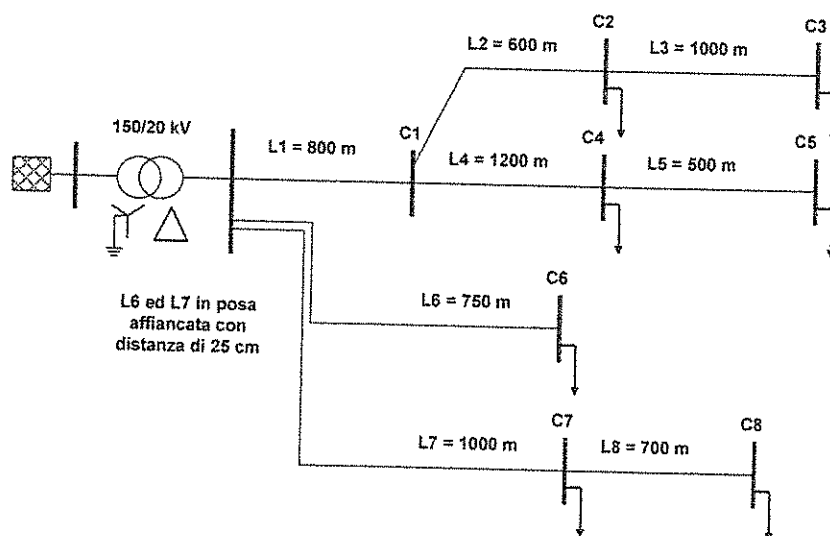 C2
C3
L2 = 600 m
L3 = 1000 m
150/20 kV
C1
C4
C5
L1 = 800 m
L4 = 1200 m
L5 = 500 m
L6 ed L7 in posa
affiancata con
distanza di 25 cm
C6
L6 = 750 m
C7
C8
L7 = 1000 m
L8 = 700 m